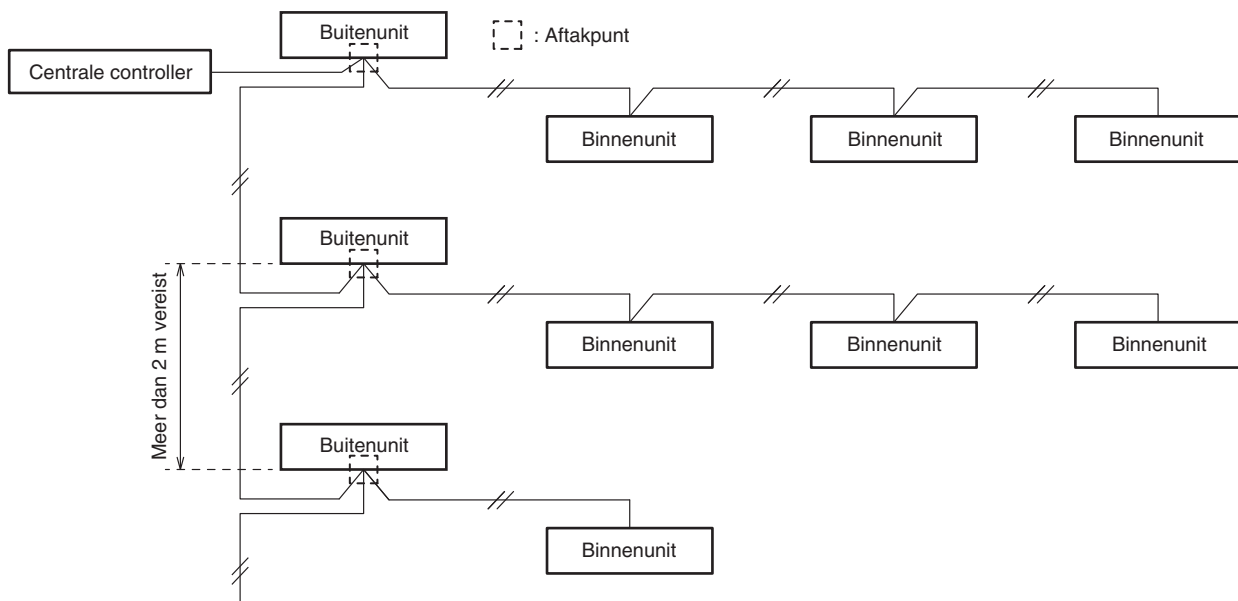 Buitenunit
: Aftakpunt
Centrale controller
Binnenunit
Binnenunit
Binnenunit
Buitenunit
Meer dan 2 m vereist
Binnenunit
Binnenunit
Binnenunit
Buitenunit
Binnenunit